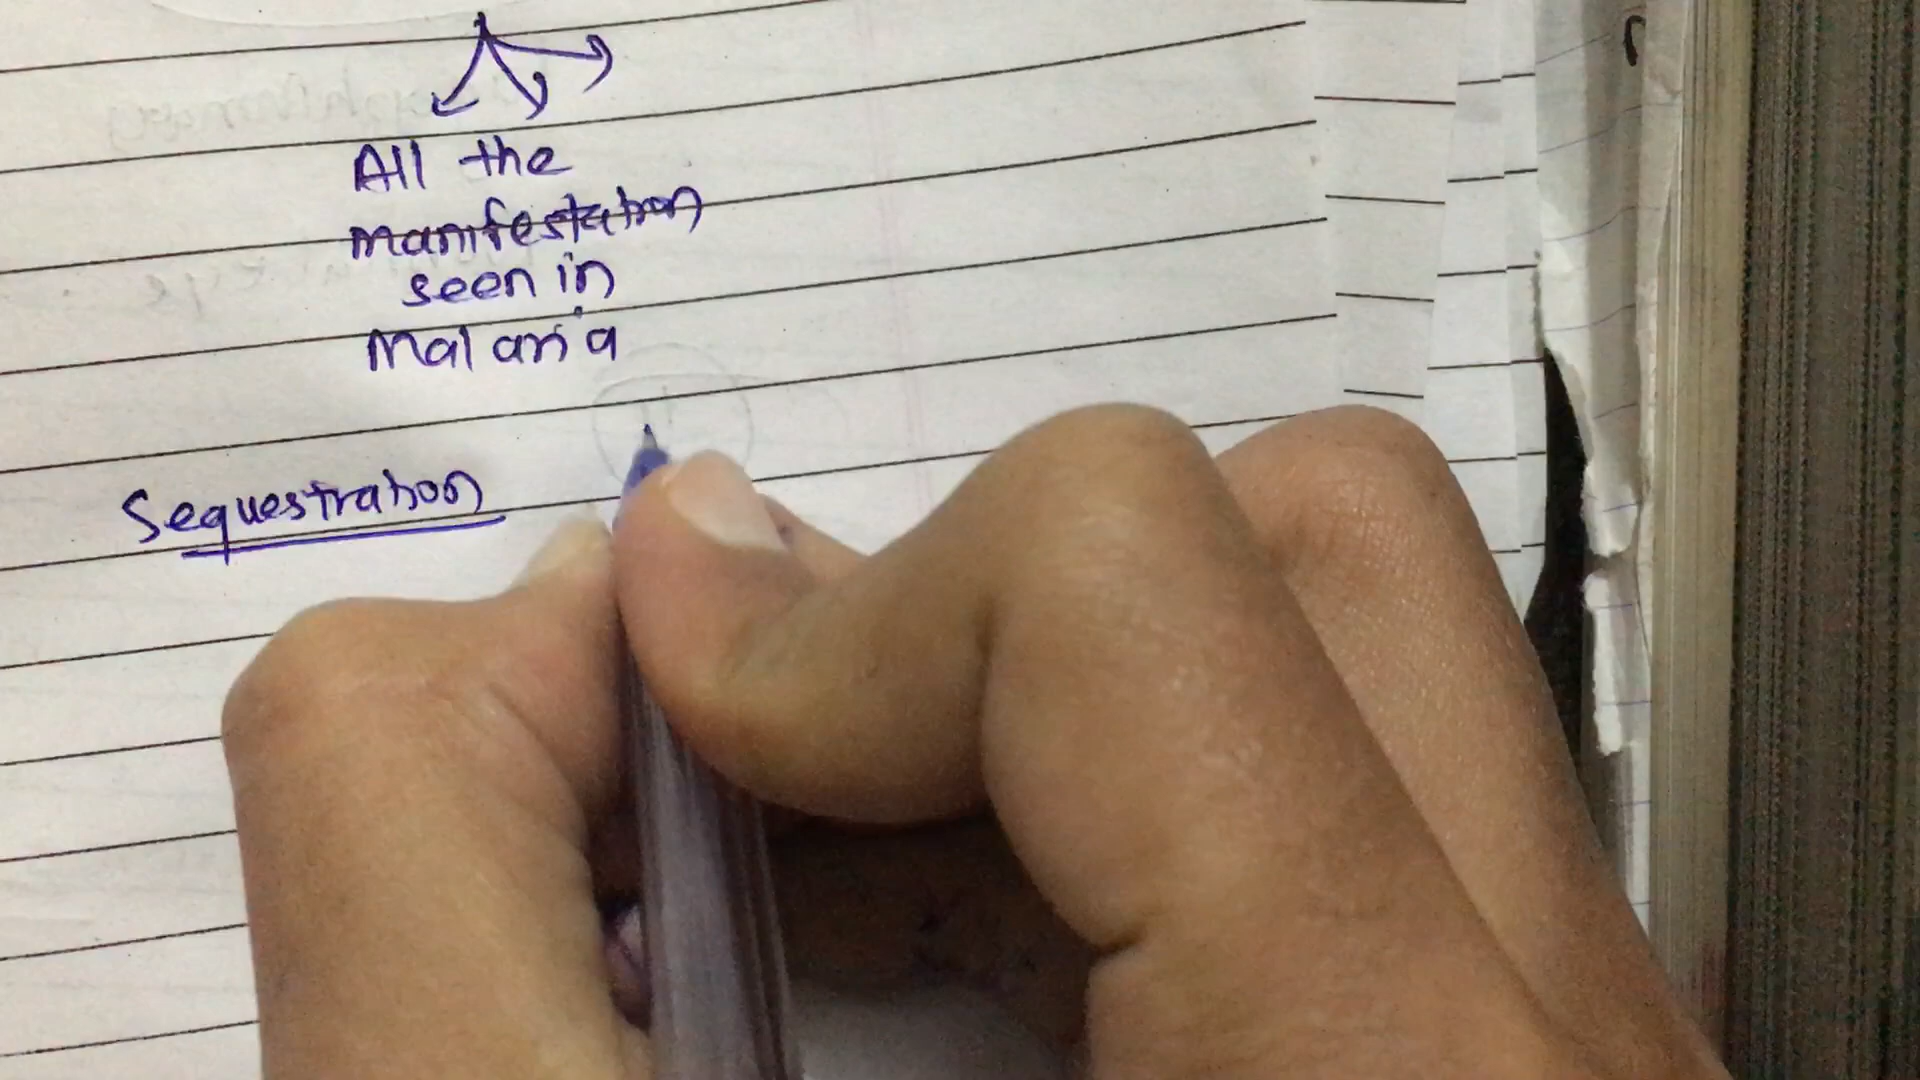 All the
manifestation
seen in
Malaria
Sequestration